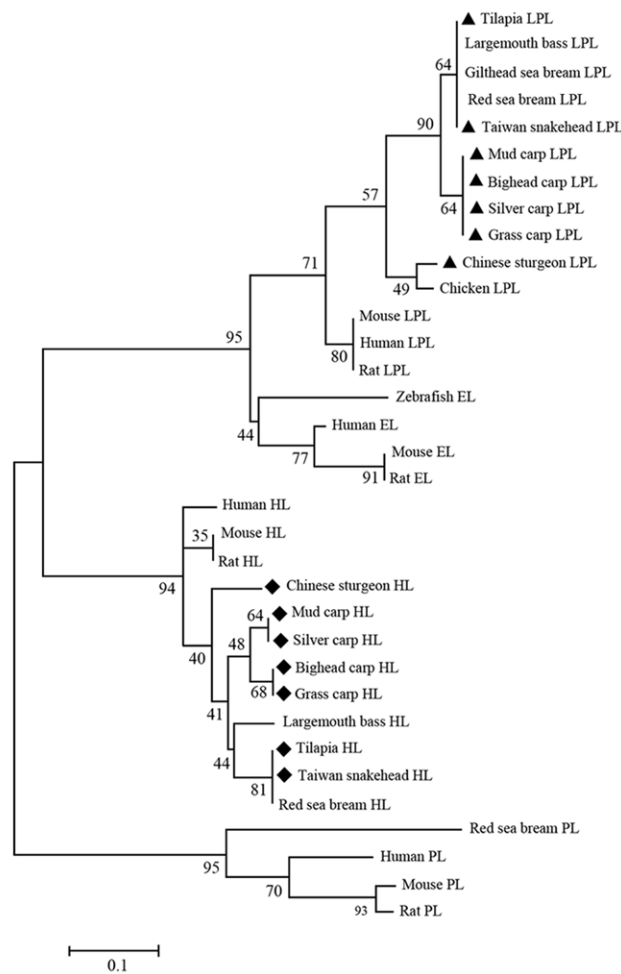 Tilapia LPL
Largemouth bass LPL
64
Gilthead sea bream LPL
Red sea bream LPL
90
Taiwan snakehead LPL
Mud carp LPL
Bighead carp LPL
57
64
Silver carp LPL
Grass carp LPL
71
Chinese sturgeon LPL
49
Chicken LPL
Mouse LPL
95
80
Human LPL
Rat LPL
Zebrafish EL
44
Human EL
77
Mouse EL
91
Rat EL
Human HL
35
Mouse HL
Rat HL
94
Chinese sturgeon HL
64
Mud carp HL
48
Silver carp HL
40
Bighead carp HL
68
Grass carp HL
41
Largemouth bass HL
44
Tilapia HL
81
Taiwan snakehead HL
Red sea bream HL
Red sea bream PL
95
Human PL
70
Mouse PL
93
Rat PL
0.1